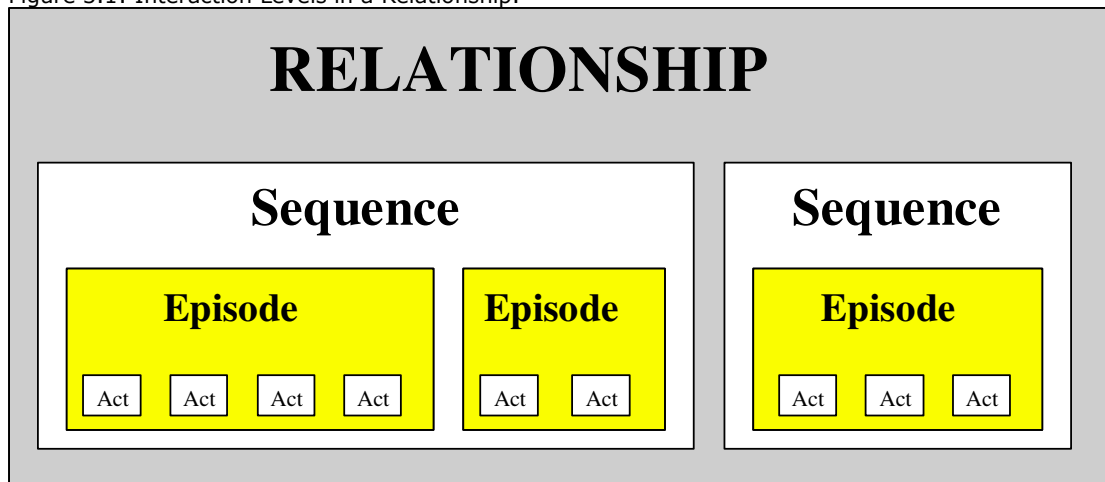 Figure 5.1: Interaction Levels in a Relationship.
RELATIONSHIP
Sequence
Sequence
Episode
Episode
Episode
Act
Act
Act
Act
Act
Act
Act
Act
Act